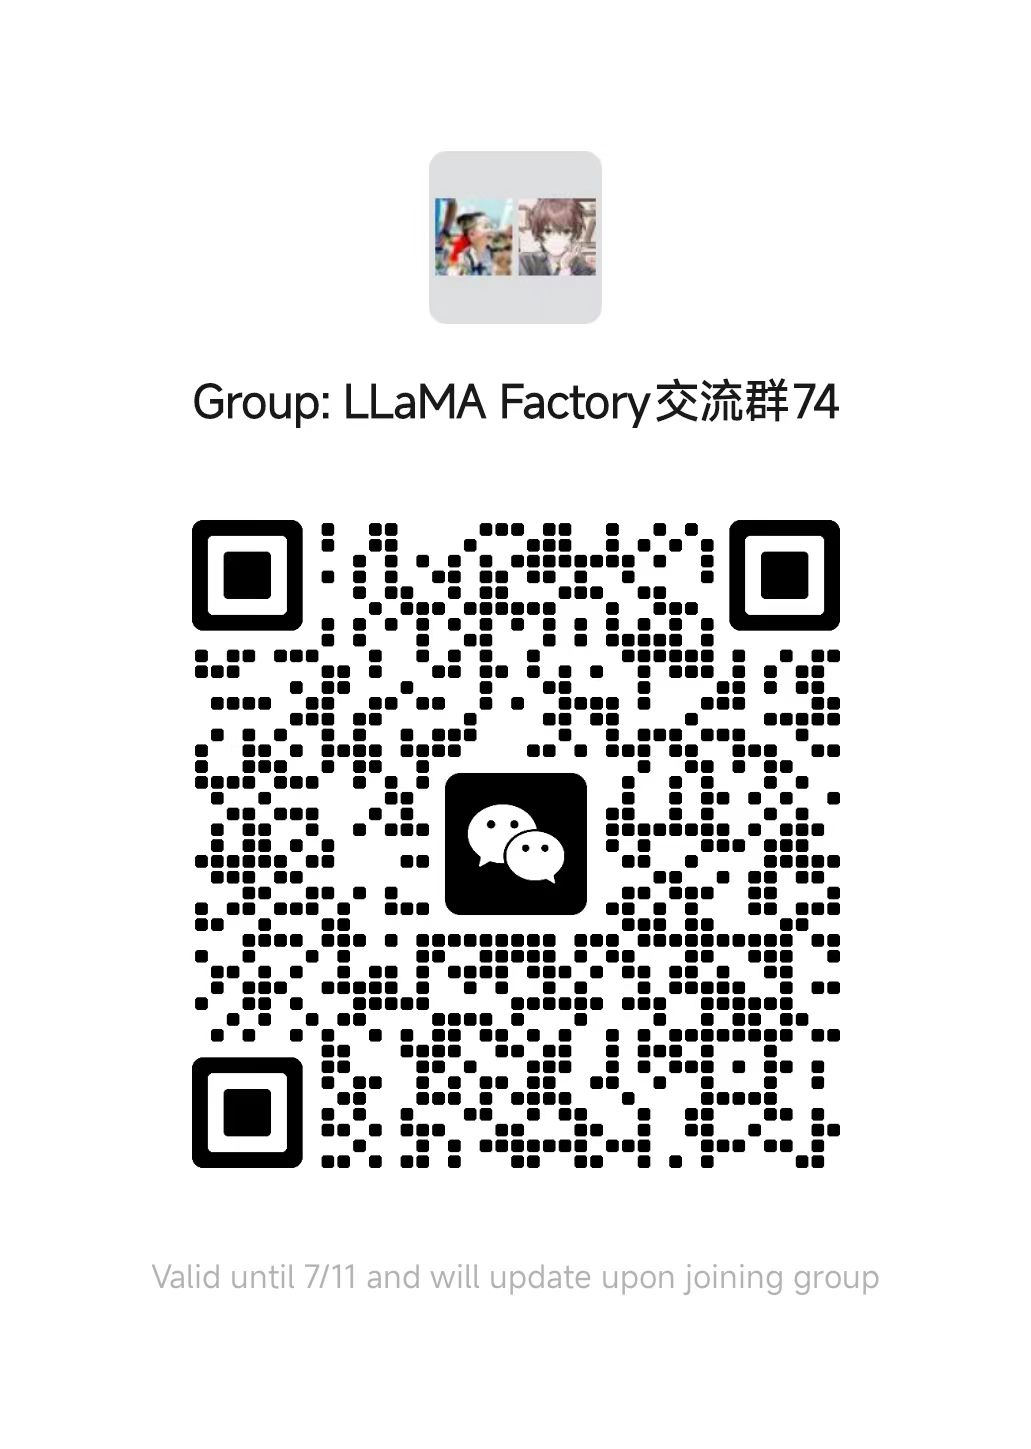 Group: LLaMA Factory交流群74
Valid until 7/11 and will update upon joining group